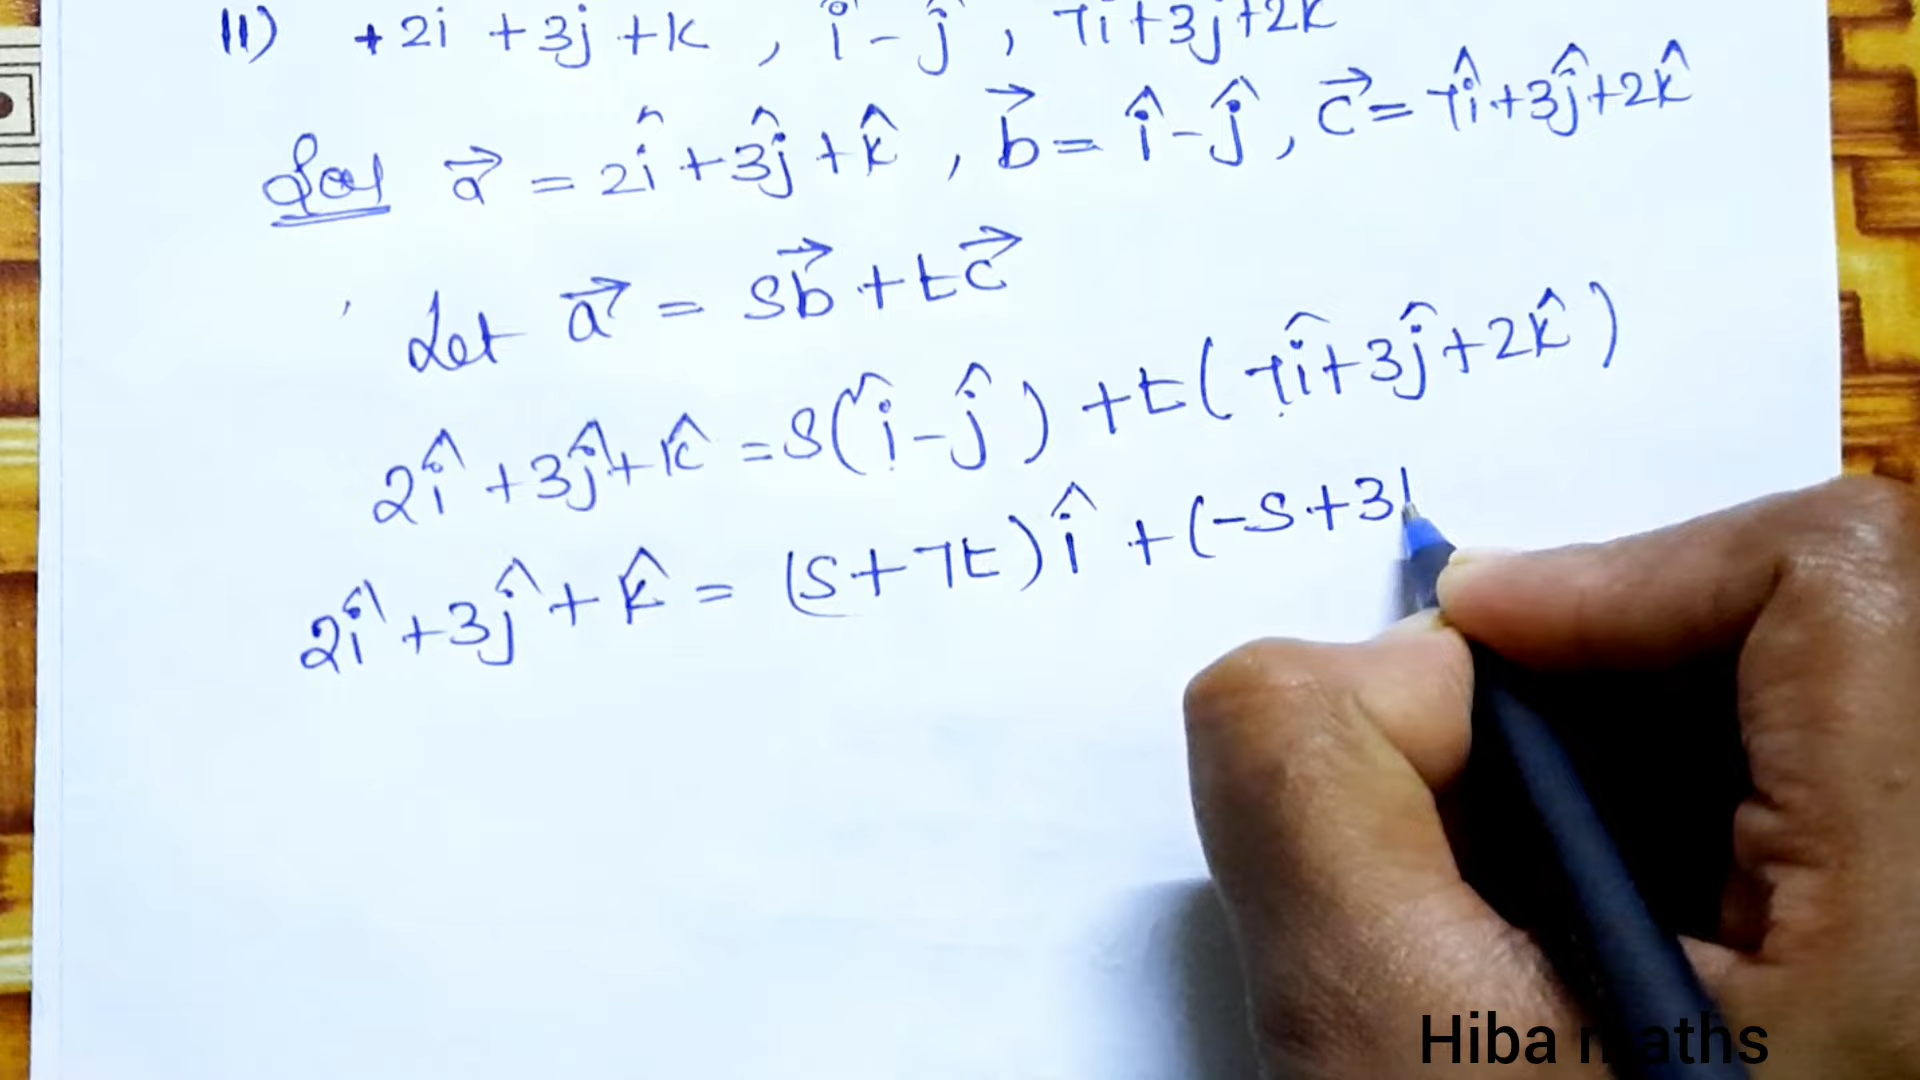 11) +2i + 3j + k , i - j , 7i+3j+2k
Sol a⃗ = 2î + 3ĵ + k̂ , b⃗ = î - ĵ , c⃗ = 7î+3ĵ+2k̂
Let a⃗ = sb⃗ + tc⃗
2î + 3ĵ + k̂ = s(î - ĵ) + t(7î+3ĵ+2k̂)
2î + 3ĵ + k̂ = (s+7t)î + (-s+3
Hiba maths